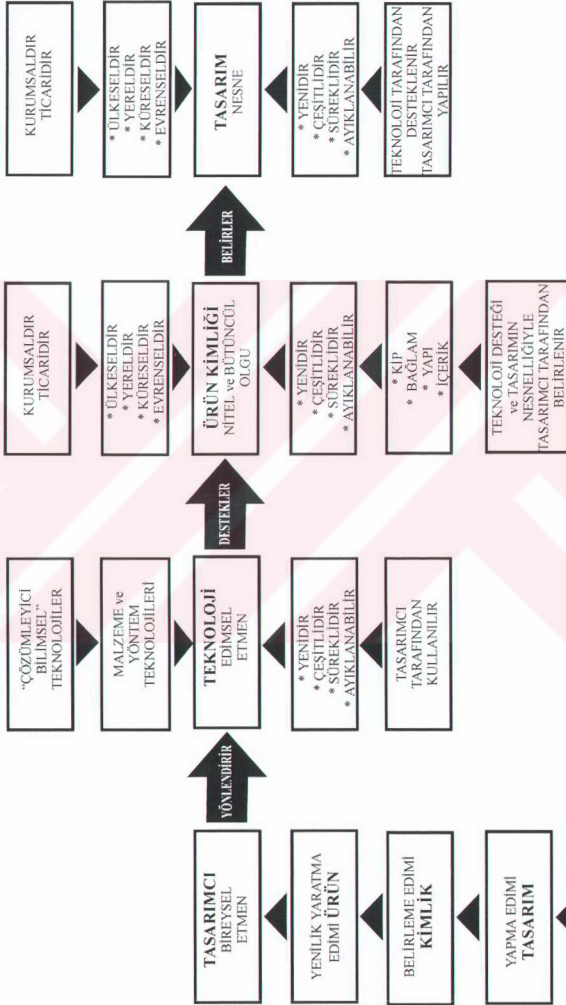 TASARIMCI
BİREYSEL
ETMEN
YENİLİK YARATMA
EDİMİ ÜRÜN
BELİRLEME EDİMİ
KİMLİK
YAPMA EDİMİ
TASARIM
YÖNLENDİRİR
"ÇÖZÜMLEYİCİ
BİLİMSEL"
TEKNOLOJİLER
MALZEME ve
YÖNTEM
TEKNOLOJİLERİ
TEKNOLOJİ
EDİMSEL
ETMEN
* YENİDİR
* ÇEŞİTLİDİR
* SÜREKLİDİR
* AYIKLANABİLİR
TASARIMCI
TARAFINDAN
KULLANILIR
DESTEKLER
KURUMSALDIR
TİCARİDİR
* ÜLKESELDİR
* YERELDİR
* KÜRESELDİR
* EVRENSELDİR
ÜRÜN KİMLİĞİ
NİTEL ve BÜTÜNCÜL
OLGU
* YENİDİR
* ÇEŞİTLİDİR
* SÜREKLİDİR
* AYIKLANABİLİR
* KİP
* BAĞLAM
* YAPI
* İÇERİK
TEKNOLOJİ DESTEĞİ
ve TASARIMIN
NESNELLİĞİYLE
TASARIMCI TARAFINDAN
BELİRLENİR
BELİRLER
KURUMSALDIR
TİCARİDİR
* ÜLKESELDİR
* YERELDİR
* KÜRESELDİR
* EVRENSELDİR
TASARIM
NESNE
* YENİDİR
* ÇEŞİTLİDİR
* SÜREKLİDİR
* AYIKLANABİLİR
TEKNOLOJİ TARAFINDAN
DESTEKLENİR
TASARIMCI TARAFINDAN
YAPILIR